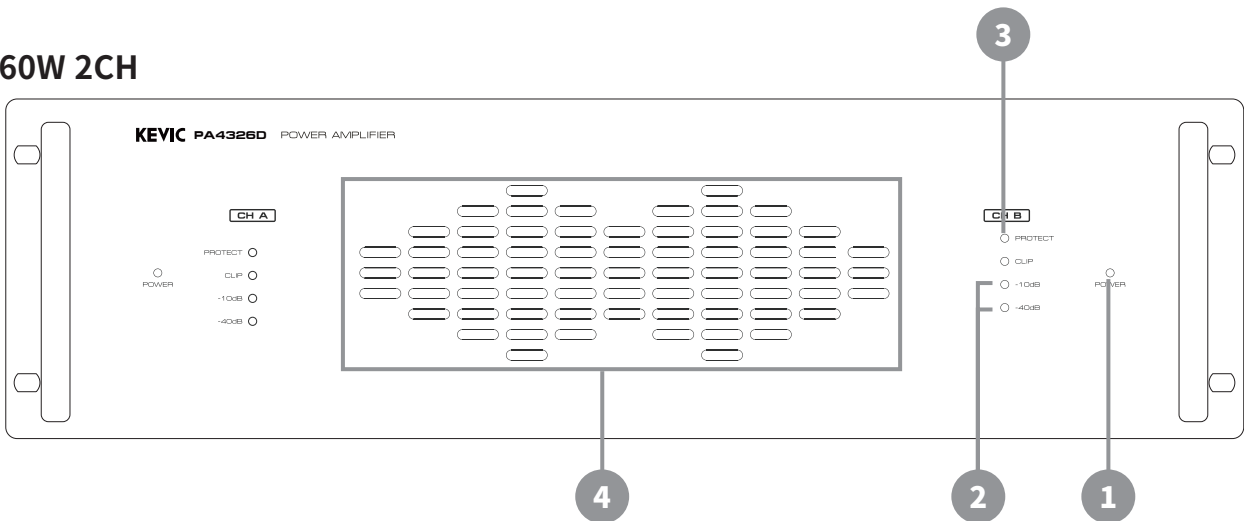 3
60W 2CH
KEVIC PA4326D POWER AMPLIFIER
CH A
PROTECT
CLIP
-10dB
-40dB
POWER
CH B
PROTECT
CLIP
-10dB
-40dB
POWER
4
2
1